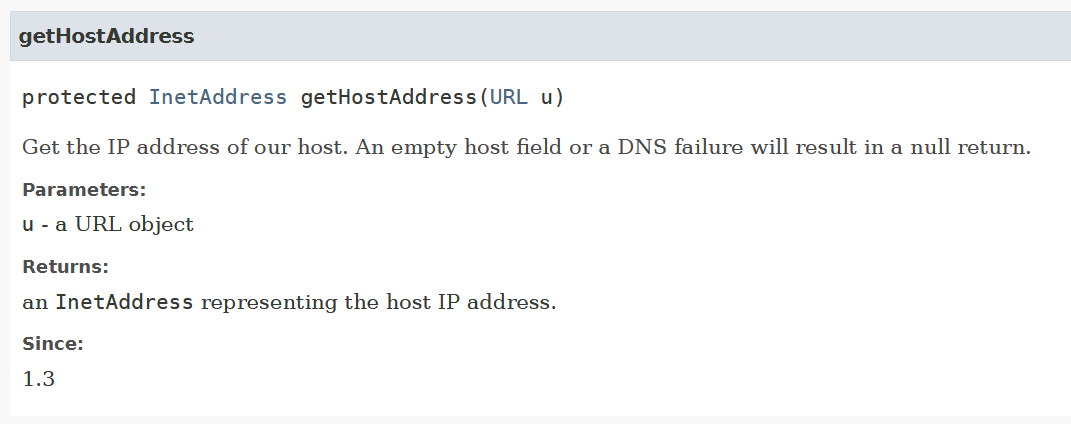 getHostAddress
protected InetAddress getHostAddress(URL u)
Get the IP address of our host. An empty host field or a DNS failure will result in a null return.
Parameters:
u - a URL object
Returns:
an InetAddress representing the host IP address.
Since:
1.3